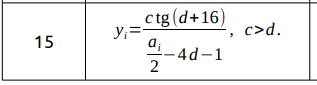 15
y_i = (c tg(d+16)) / (a_i/2 − 4d − 1), c>d.